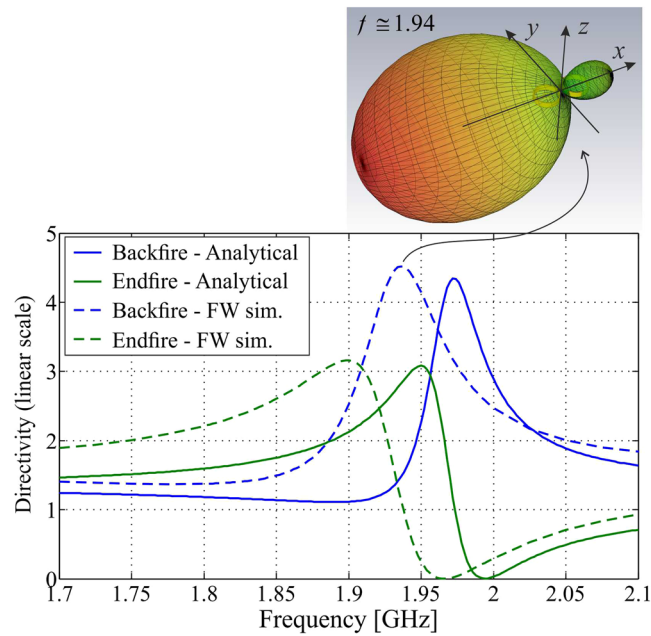 f ≅1.94
y
z
x
Backfire - Analytical
Endfire - Analytical
Backfire - FW sim.
Endfire - FW sim.
Directivity (linear scale)
5
4
3
2
1
0
1.7
1.75
1.8
1.85
1.9
1.95
2
2.05
2.1
Frequency [GHz]